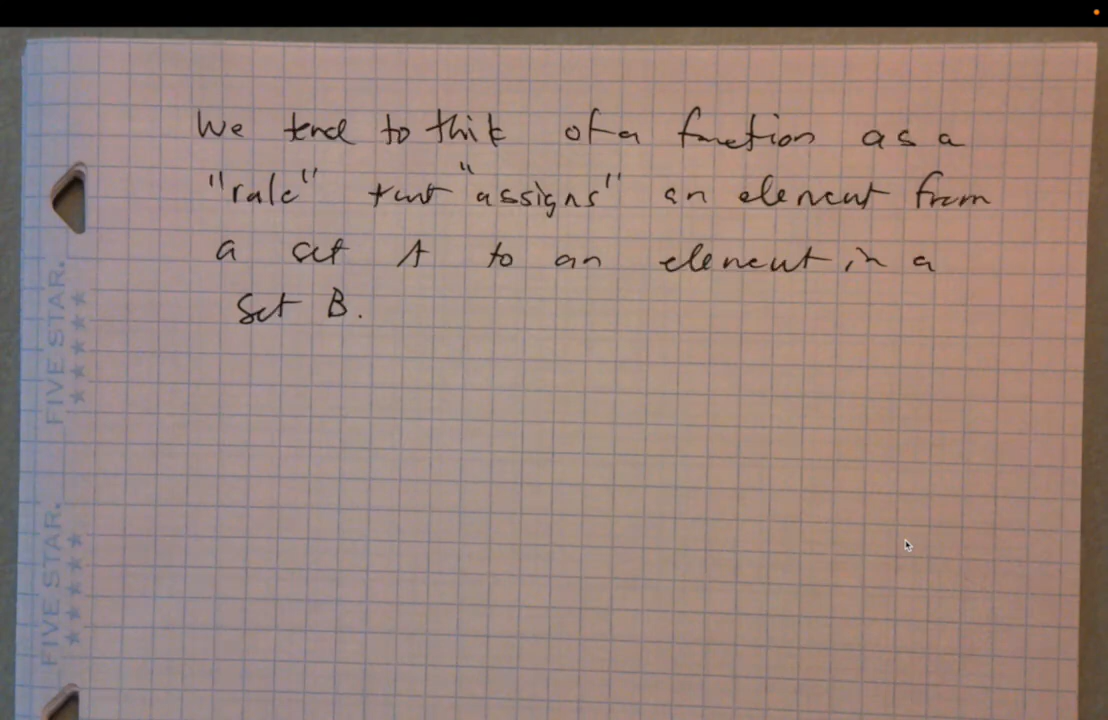 We tend to think of a function as a
"rule" that "assigns" an element from
a set A to an element in a
set B.
FIVE STAR.
FIVE STAR.